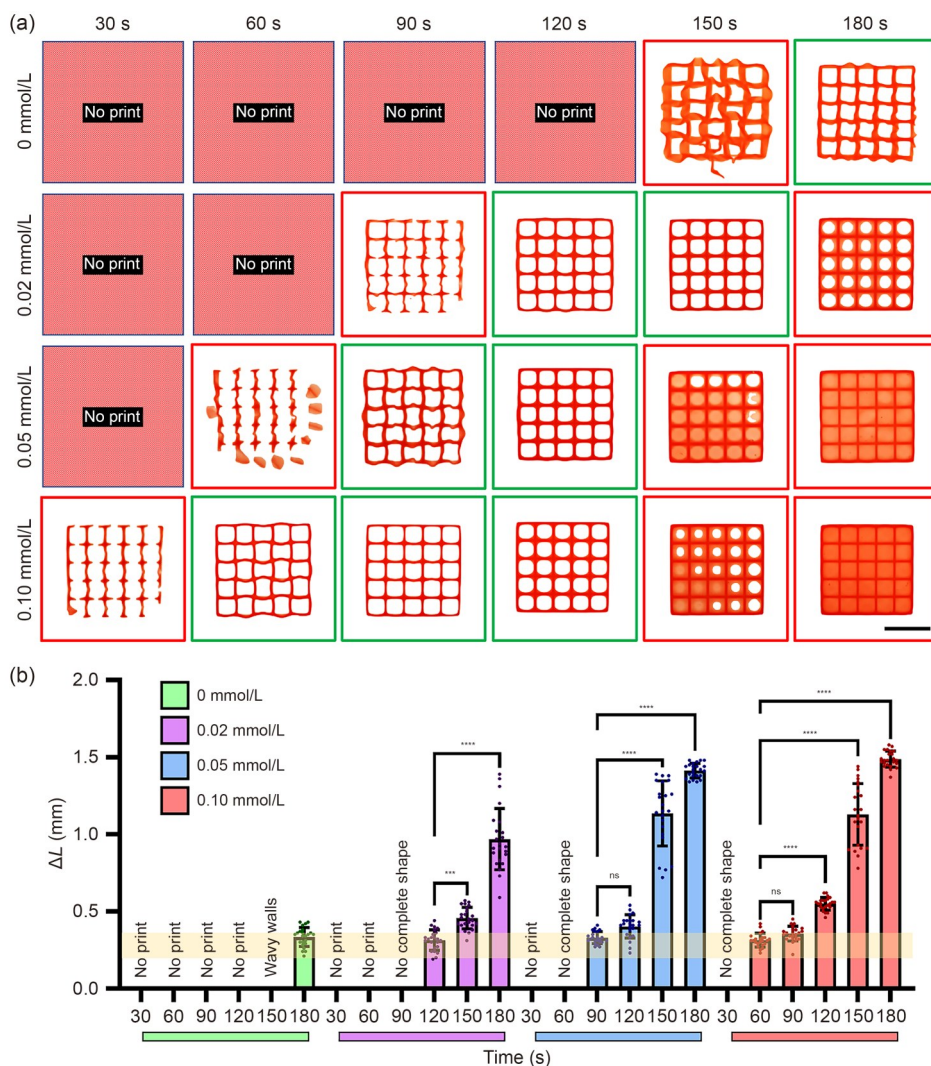 (a)
30 s 60 s 90 s 120 s 150 s 180 s
0 mmol/L
No print No print No print No print
0.02 mmol/L
No print No print
0.05 mmol/L
No print
0.10 mmol/L
(b)
2.0
1.5
1.0
0.5
0.0
ΔL (mm)
0 mmol/L
0.02 mmol/L
0.05 mmol/L
0.10 mmol/L
**** *** **** **** ns **** **** **** ns
No print No print No print No print Wavy walls No print No print No complete shape No print No complete shape No complete shape
30 60 90 120 150 180 30 60 90 120 150 180 30 60 90 120 150 180 30 60 90 120 150 180
Time (s)